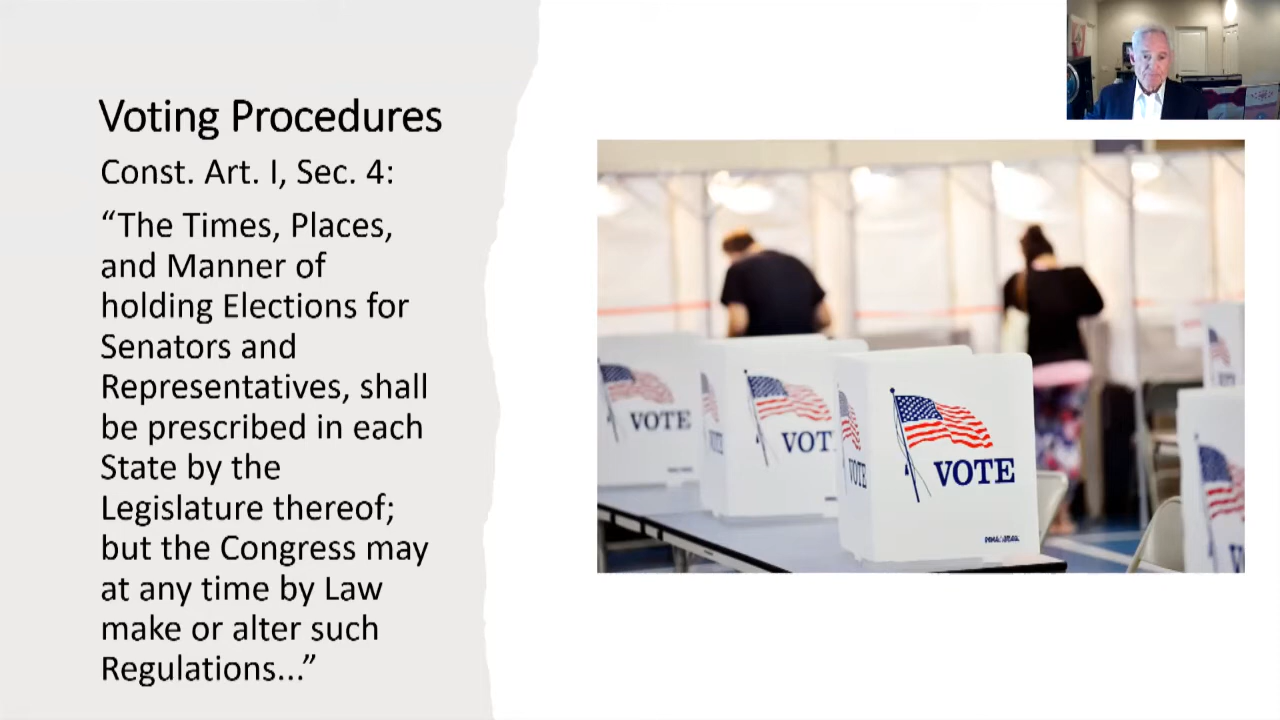 Voting Procedures
Const. Art. I, Sec. 4:
“The Times, Places,
and Manner of
holding Elections for
Senators and
Representatives, shall
be prescribed in each
State by the
Legislature thereof;
but the Congress may
at any time by Law
make or alter such
Regulations...”
VOTE
VOT
VOTE
VOTE